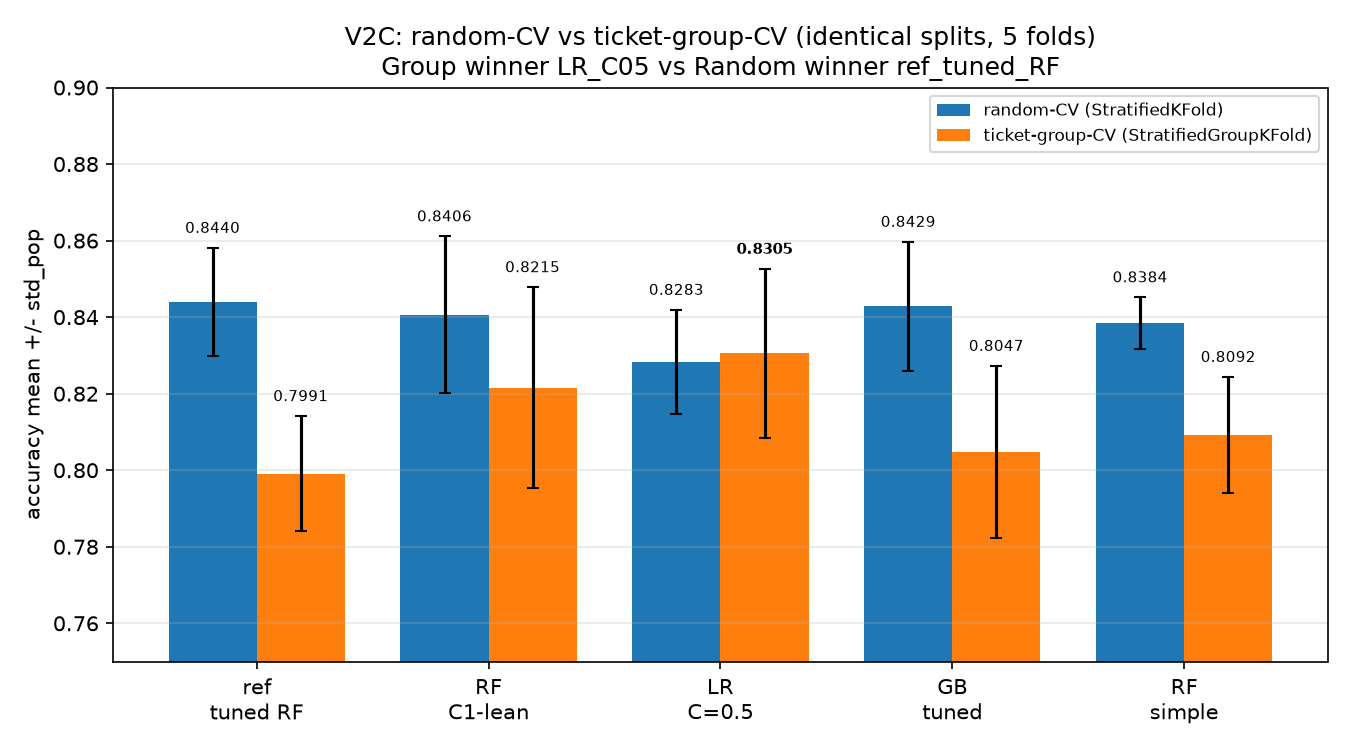 V2C: random-CV vs ticket-group-CV (identical splits, 5 folds)
Group winner LR_C05 vs Random winner ref_tuned_RF
random-CV (StratifiedKFold)
ticket-group-CV (StratifiedGroupKFold)
accuracy mean +/- std_pop
0.90
0.88
0.86
0.84
0.82
0.80
0.78
0.76
0.8440
0.7991
0.8406
0.8215
0.8283
0.8305
0.8429
0.8047
0.8384
0.8092
ref
tuned RF
RF
C1-lean
LR
C=0.5
GB
tuned
RF
simple